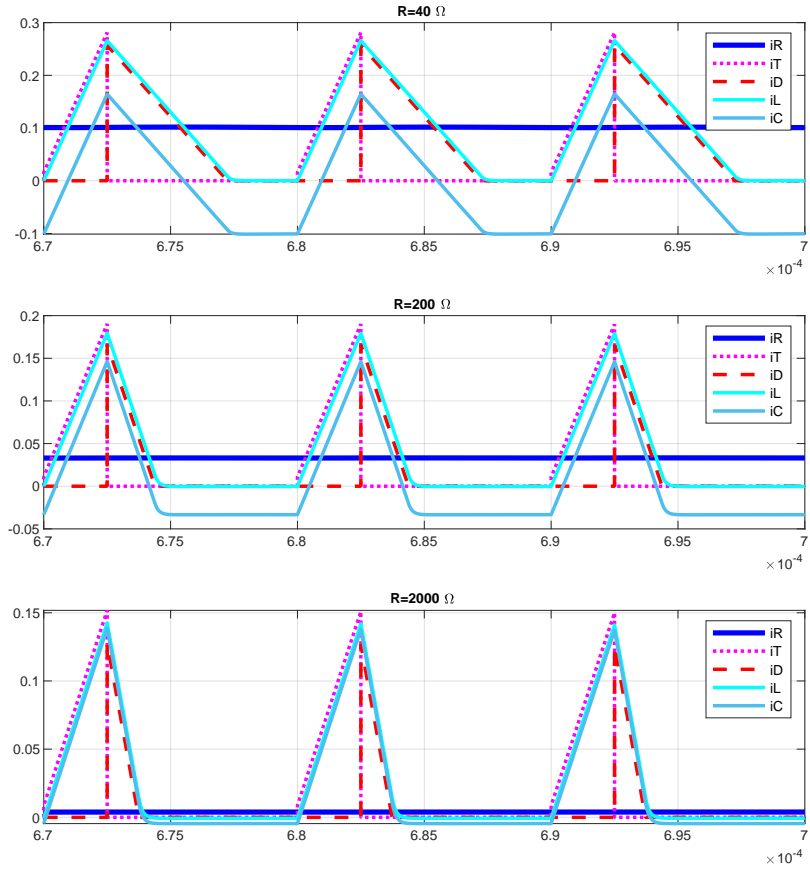 R=40 Ω
0.3
0.2
0.1
0
-0.1
iR
iT
iD
iL
iC
6.7 6.75 6.8 6.85 6.9 6.95 7
×10⁻⁴
R=200 Ω
0.2
0.15
0.1
0.05
0
-0.05
iR
iT
iD
iL
iC
6.7 6.75 6.8 6.85 6.9 6.95 7
×10⁻⁴
R=2000 Ω
0.15
0.1
0.05
0
iR
iT
iD
iL
iC
6.7 6.75 6.8 6.85 6.9 6.95 7
×10⁻⁴